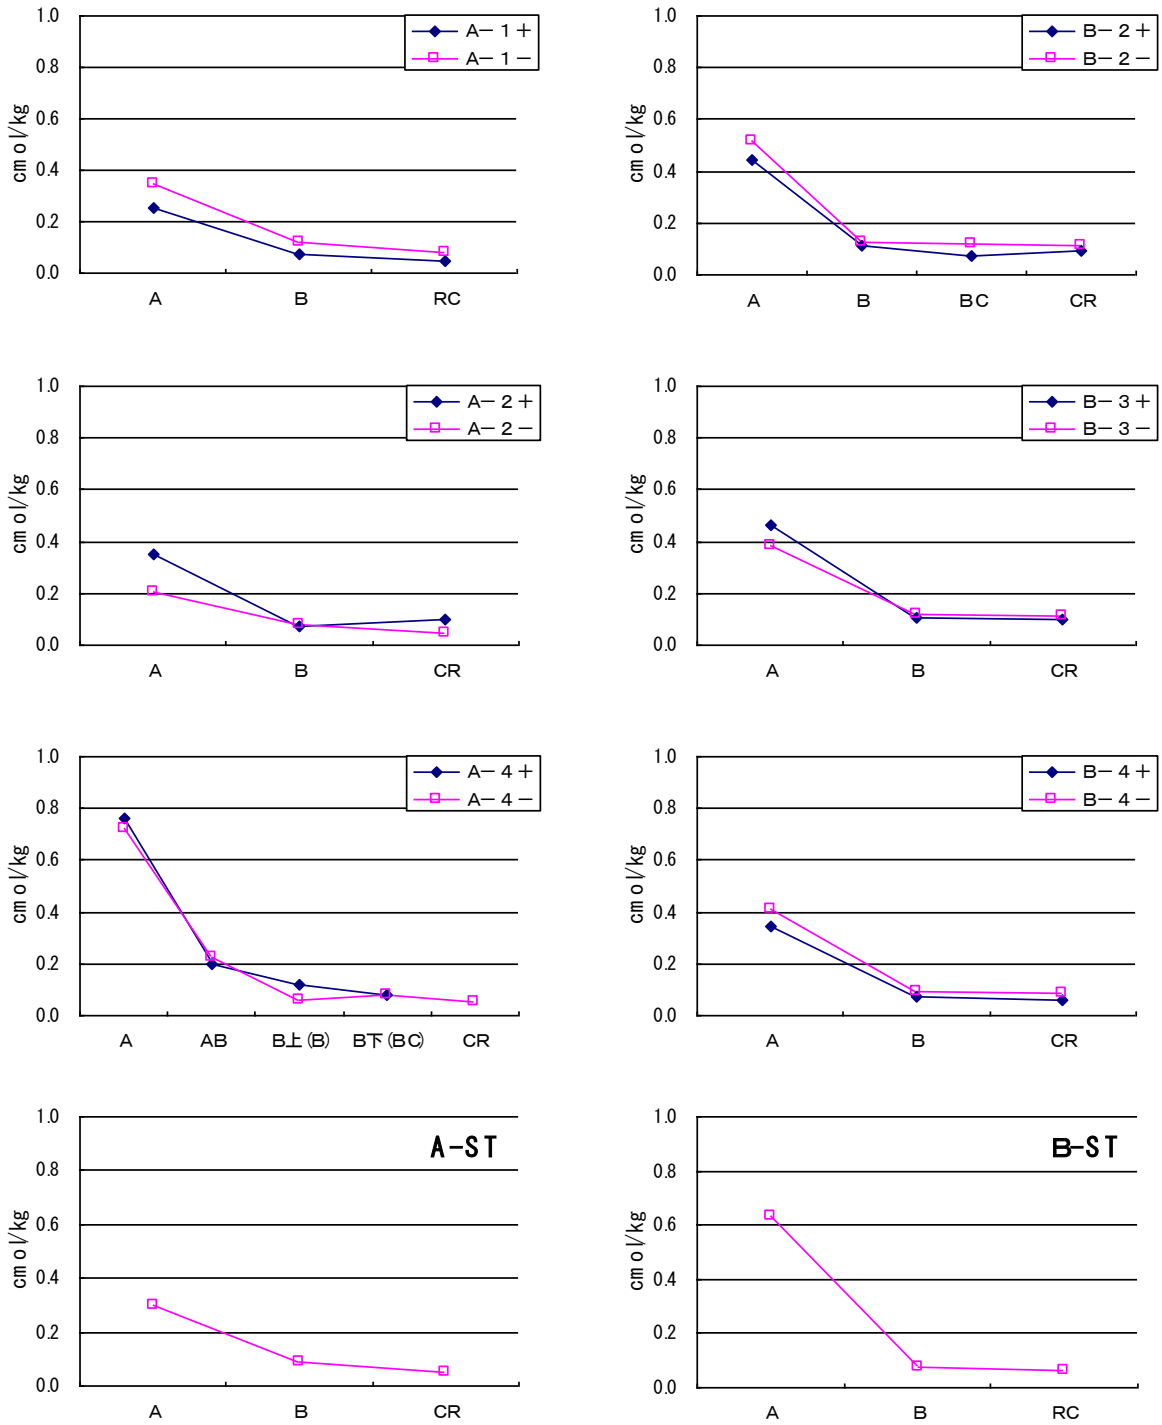 1.0
0.8
0.6
0.4
0.2
0.0
cmol/kg
A－１＋
A－１－
A
B
RC
1.0
0.8
0.6
0.4
0.2
0.0
cmol/kg
B－２＋
B－２－
A
B
BC
CR
1.0
0.8
0.6
0.4
0.2
0.0
cmol/kg
A－２＋
A－２－
A
B
CR
1.0
0.8
0.6
0.4
0.2
0.0
cmol/kg
B－３＋
B－３－
A
B
CR
1.0
0.8
0.6
0.4
0.2
0.0
cmol/kg
A－４＋
A－４－
A
AB
B上(B)
B下(BC)
CR
1.0
0.8
0.6
0.4
0.2
0.0
cmol/kg
B－４＋
B－４－
A
B
CR
1.0
0.8
0.6
0.4
0.2
0.0
cmol/kg
A-ST
A
B
CR
1.0
0.8
0.6
0.4
0.2
0.0
cmol/kg
B-ST
A
B
RC